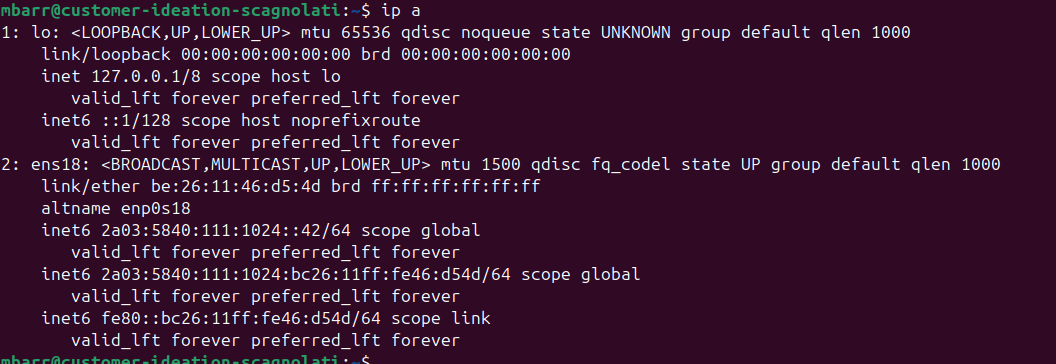 mbarr@customer-ideation-scagnolati:~$ ip a
1: lo: <LOOPBACK,UP,LOWER_UP> mtu 65536 qdisc noqueue state UNKNOWN group default qlen 1000
    link/loopback 00:00:00:00:00:00 brd 00:00:00:00:00:00
    inet 127.0.0.1/8 scope host lo
       valid_lft forever preferred_lft forever
    inet6 ::1/128 scope host noprefixroute
       valid_lft forever preferred_lft forever
2: ens18: <BROADCAST,MULTICAST,UP,LOWER_UP> mtu 1500 qdisc fq_codel state UP group default qlen 1000
    link/ether be:26:11:46:d5:4d brd ff:ff:ff:ff:ff:ff
    altname enp0s18
    inet6 2a03:5840:111:1024::42/64 scope global
       valid_lft forever preferred_lft forever
    inet6 2a03:5840:111:1024:bc26:11ff:fe46:d54d/64 scope global
       valid_lft forever preferred_lft forever
    inet6 fe80::bc26:11ff:fe46:d54d/64 scope link
       valid_lft forever preferred_lft forever
mbarr@customer-ideation-scagnolati:~$